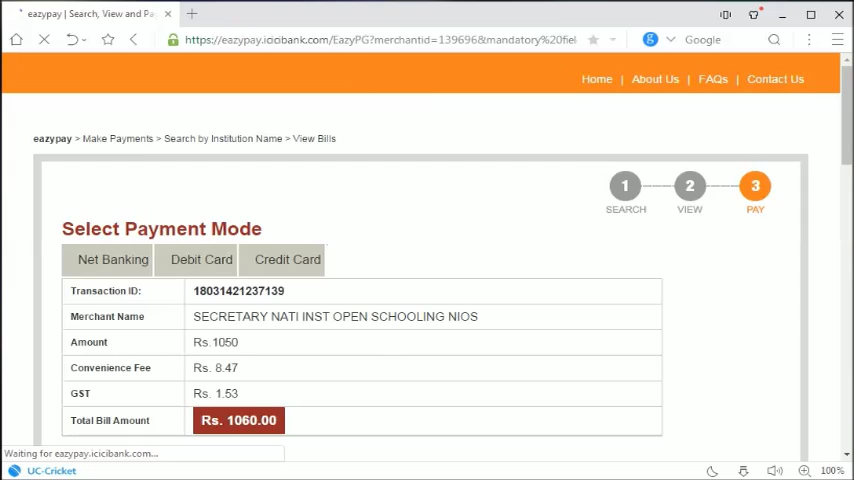 eazypay | Search, View and Pa
https://eazypay.icicibank.com/EazyPG?merchantid=139696&mandatory%20fiel
Google
Home | About Us | FAQs | Contact Us
eazypay > Make Payments > Search by Institution Name > View Bills
1 2 3
SEARCH VIEW PAY
Select Payment Mode
Net Banking Debit Card Credit Card
Transaction ID: 18031421237139
Merchant Name SECRETARY NATI INST OPEN SCHOOLING NIOS
Amount Rs.1050
Convenience Fee Rs. 8.47
GST Rs. 1.53
Total Bill Amount Rs. 1060.00
Waiting for eazypay.icicibank.com...
UC-Cricket 100%